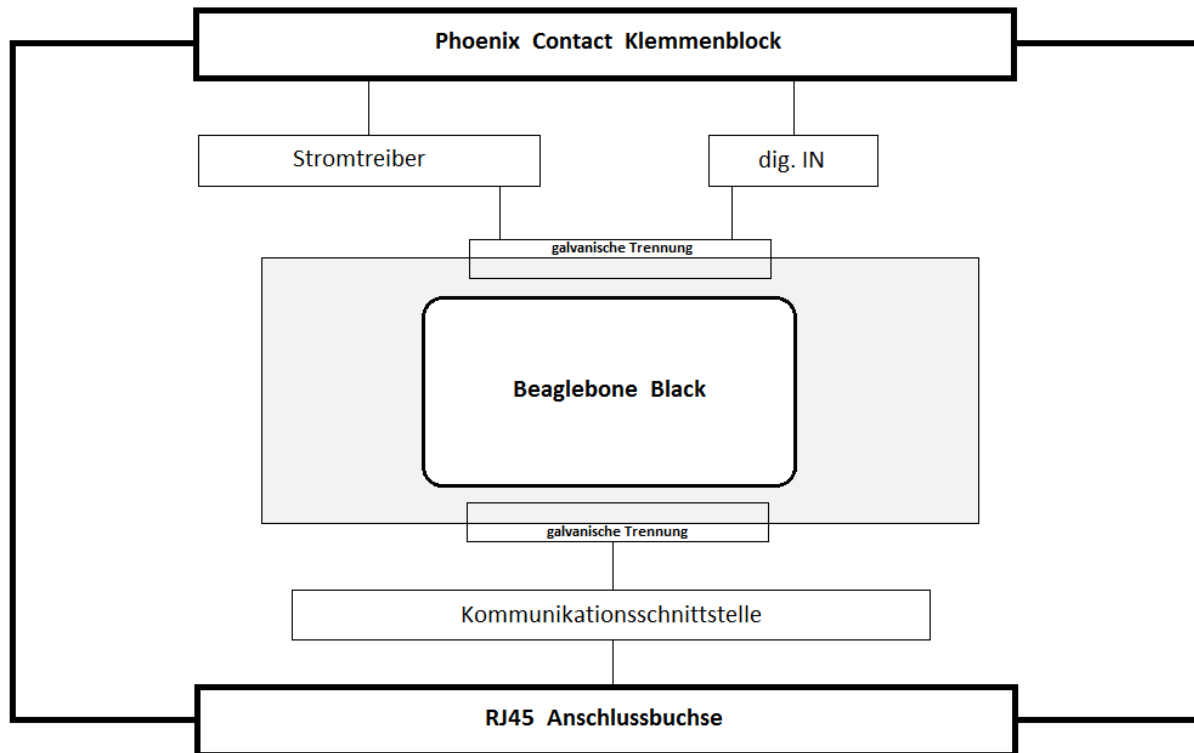 Phoenix Contact Klemmenblock
Stromtreiber
dig. IN
galvanische Trennung
Beaglebone Black
galvanische Trennung
Kommunikationsschnittstelle
RJ45 Anschlussbuchse